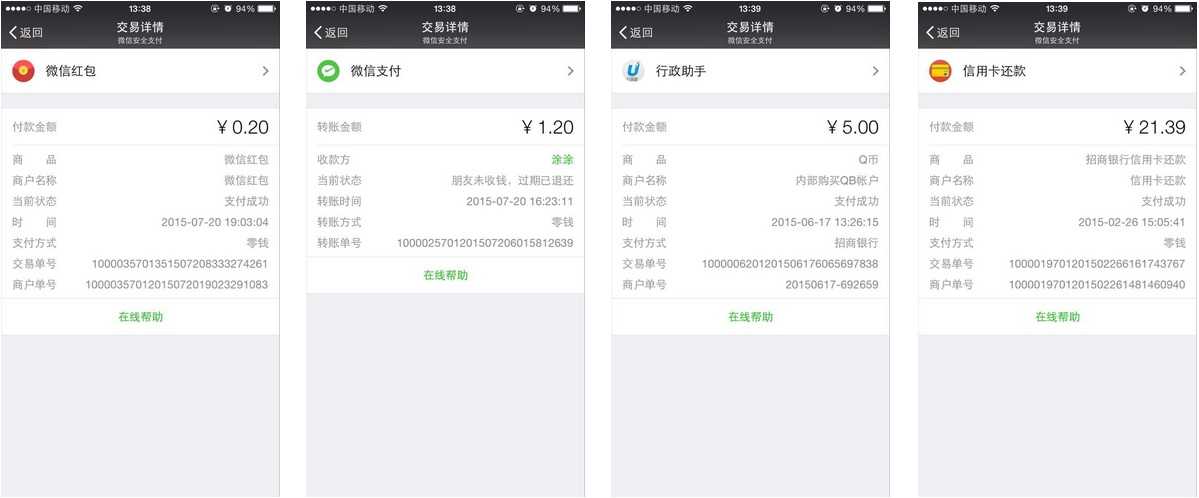 中国移动 13:38 94%
返回 交易详情
微信安全支付
微信红包
付款金额 ¥ 0.20
商 品 微信红包
商户名称 微信红包
当前状态 支付成功
时 间 2015-07-20 19:03:04
支付方式 零钱
交易单号 1000035701351507208333274261
商户单号 1000035701201507201902329​1083
在线帮助
中国移动 13:38 94%
返回 交易详情
微信安全支付
微信支付
转账金额 ¥ 1.20
收款方 涂涂
当前状态 朋友未收钱，过期已退还
转账时间 2015-07-20 16:23:11
转账方式 零钱
转账单号 1000025701201507206015812639
在线帮助
中国移动 13:39 94%
返回 交易详情
微信安全支付
行政助手
付款金额 ¥ 5.00
商 品 Q币
商户名称 内部购买QB帐户
当前状态 支付成功
时 间 2015-06-17 13:26:15
支付方式 招商银行
交易单号 1000006201201506176065697838
商户单号 20150617-692659
在线帮助
中国移动 13:39 94%
返回 交易详情
微信安全支付
信用卡还款
付款金额 ¥ 21.39
商 品 招商银行信用卡还款
商户名称 信用卡还款
当前状态 支付成功
时 间 2015-02-26 15:05:41
支付方式 零钱
交易单号 1000019701201502266161743767
商户单号 1000019701201502261481460940
在线帮助